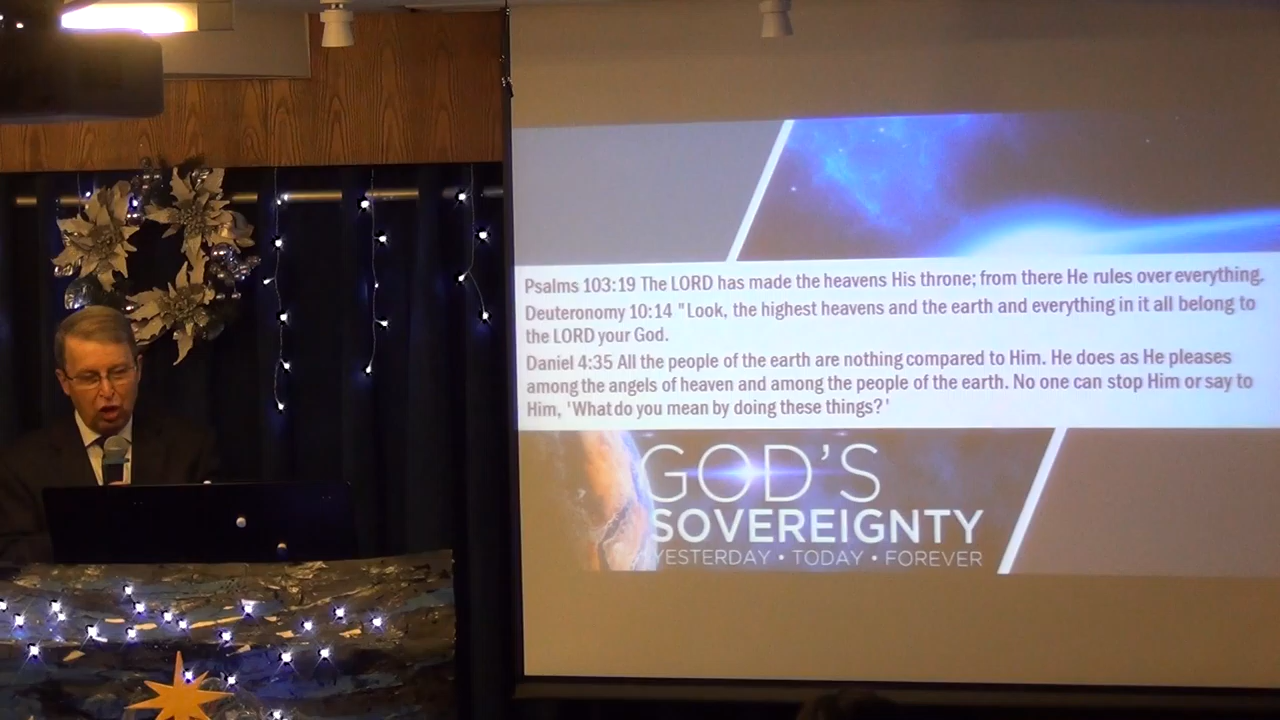 Psalms 103:19 The LORD has made the heavens His throne; from there He rules over everything.
Deuteronomy 10:14 "Look, the highest heavens and the earth and everything in it all belong to
the LORD your God.
Daniel 4:35 All the people of the earth are nothing compared to Him. He does as He pleases
among the angels of heaven and among the people of the earth. No one can stop Him or say to
Him, 'What do you mean by doing these things?'
GOD'S
SOVEREIGNTY
YESTERDAY • TODAY • FOREVER